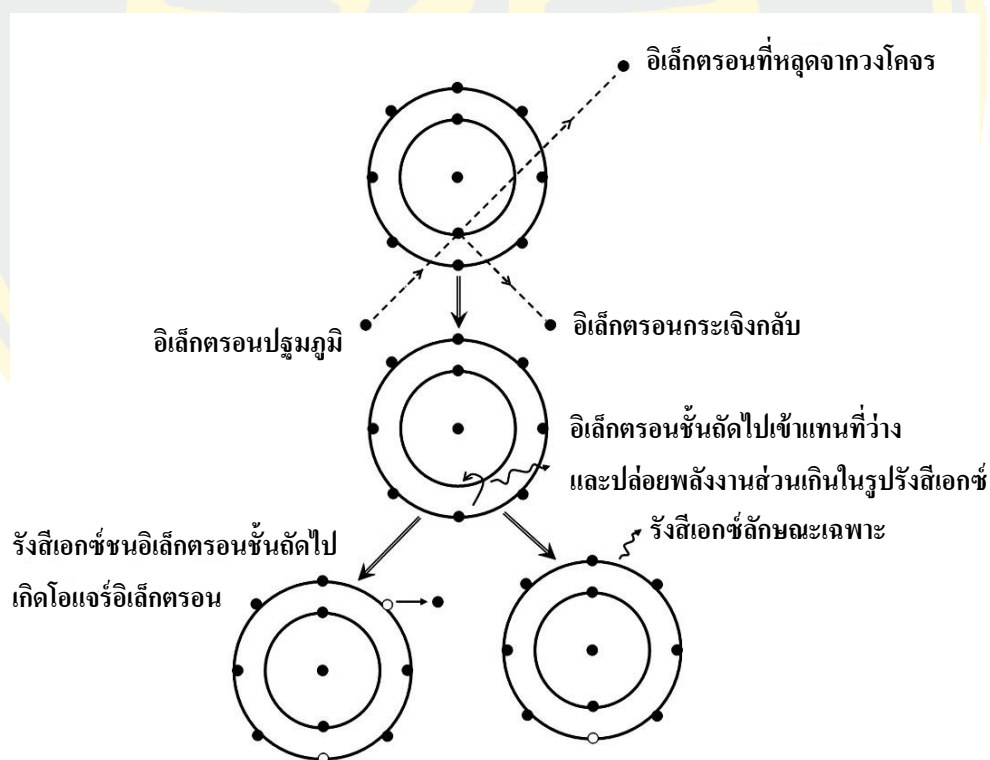 อิเล็กตรอนที่หลุดจากวงโคจร
อิเล็กตรอนปฐมภูมิ
อิเล็กตรอนกระเจิงกลับ
อิเล็กตรอนชั้นถัดไปเข้าแทนที่ว่าง
และปล่อยพลังงานส่วนเกินในรูปรังสีเอกซ์
รังสีเอกซ์ชนอิเล็กตรอนชั้นถัดไป
เกิดโอแจร์อิเล็กตรอน
รังสีเอกซ์ลักษณะเฉพาะ